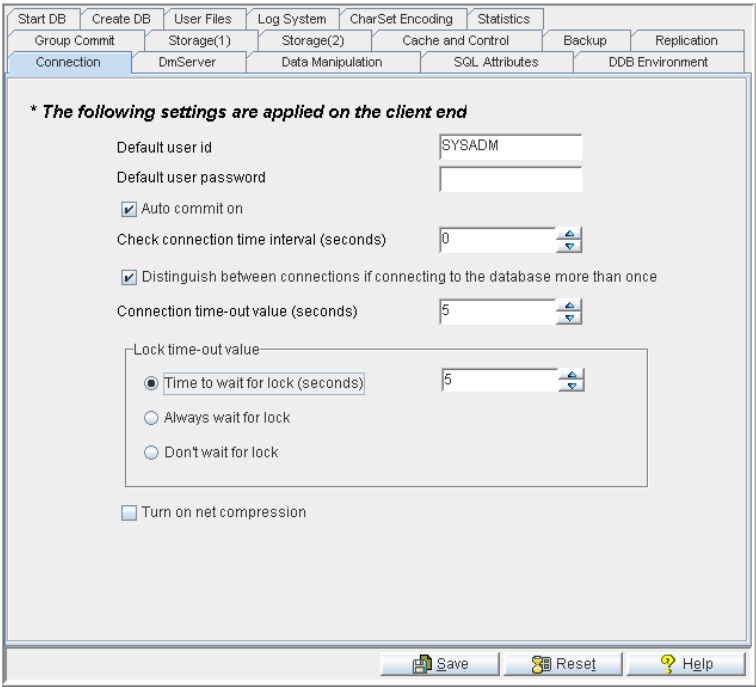 Start DB Create DB User Files Log System CharSet Encoding Statistics
Group Commit Storage(1) Storage(2) Cache and Control Backup Replication
Connection DmServer Data Manipulation SQL Attributes DDB Environment
* The following settings are applied on the client end
Default user id SYSADM
Default user password
Auto commit on
Check connection time interval (seconds) 0
Distinguish between connections if connecting to the database more than once
Connection time-out value (seconds) 5
Lock time-out value
Time to wait for lock (seconds) 5
Always wait for lock
Don't wait for lock
Turn on net compression
Save Reset Help